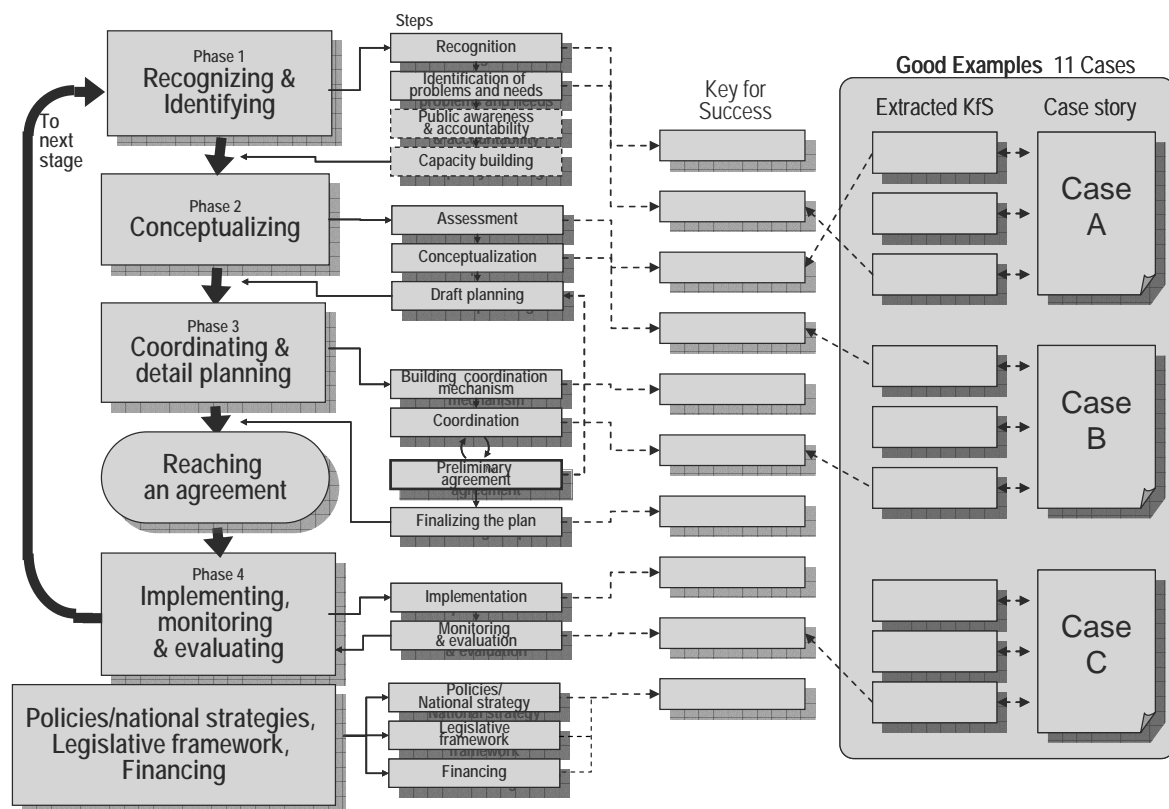 Steps
Phase 1
Recognizing &
Identifying
To
next
stage
Recognition
Identification of
problems and needs
Public awareness
& accountability
Capacity building
Phase 2
Conceptualizing
Assessment
Conceptualization
Draft planning
Phase 3
Coordinating &
detail planning
Building coordination
mechanism
Coordination
Preliminary
agreement
Finalizing the plan
Reaching
an agreement
Phase 4
Implementing,
monitoring
& evaluating
Implementation
Monitoring
& evaluation
Policies/national strategies,
Legislative framework,
Financing
Policies/
National strategy
Legislative
framework
Financing
Key for
Success
Good Examples 11 Cases
Extracted KfS
Case story
Case
A
Case
B
Case
C